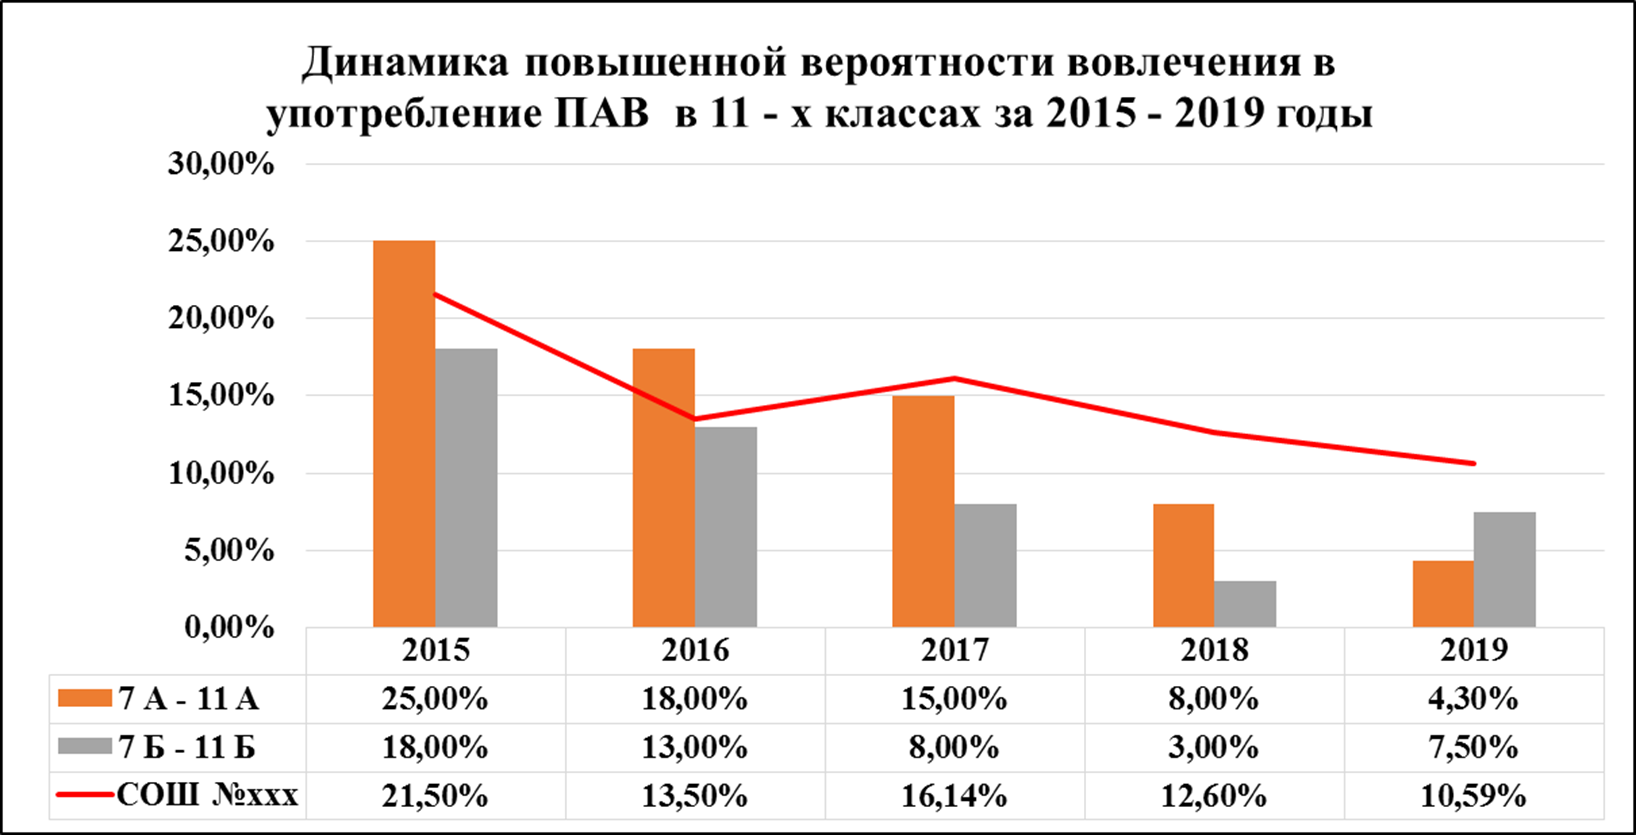 Динамика повышенной вероятности вовлечения в
употребление ПАВ в 11 - х классах за 2015 - 2019 годы
30,00%
25,00%
20,00%
15,00%
10,00%
5,00%
0,00%
2015 2016 2017 2018 2019
7 А - 11 А 25,00% 18,00% 15,00% 8,00% 4,30%
7 Б - 11 Б 18,00% 13,00% 8,00% 3,00% 7,50%
СОШ №xxx 21,50% 13,50% 16,14% 12,60% 10,59%